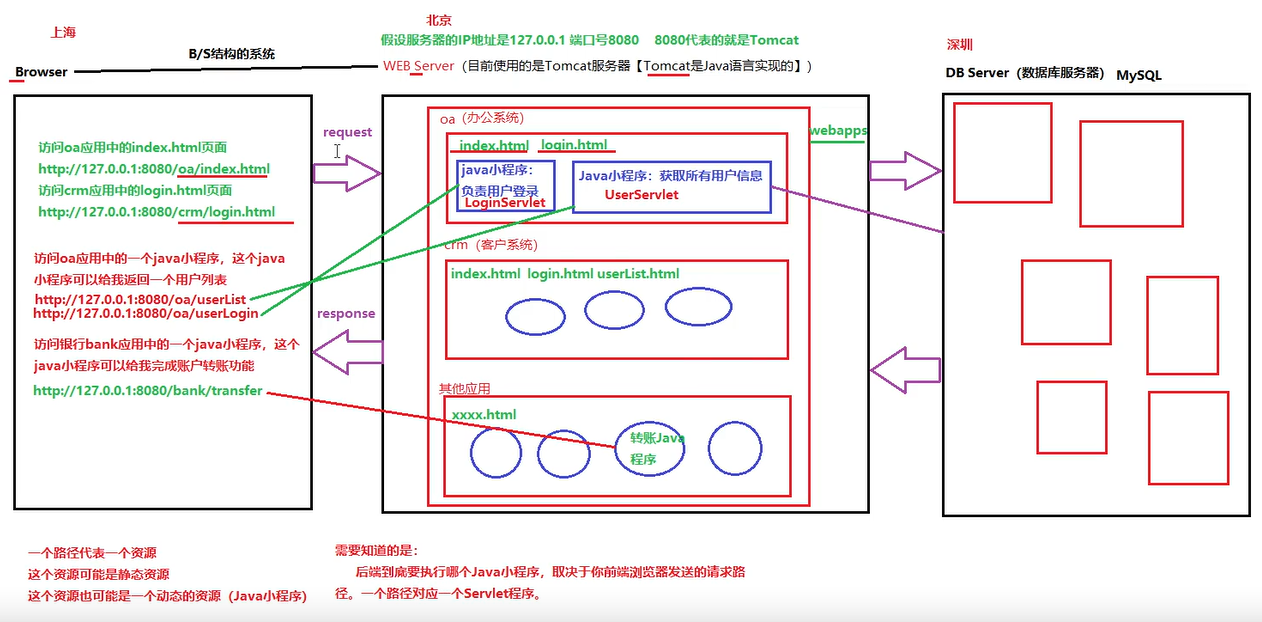 上海
北京
假设服务器的IP地址是127.0.0.1 端口号8080 8080代表的就是Tomcat
深圳
B/S结构的系统
Browser
WEB Server（目前使用的是Tomcat服务器【Tomcat是Java语言实现的】）
DB Server（数据库服务器） MySQL
访问oa应用中的index.html页面
http://127.0.0.1:8080/oa/index.html
访问crm应用中的login.html页面
http://127.0.0.1:8080/crm/login.html
访问oa应用中的一个java小程序，这个java
小程序可以给我返回一个用户列表
http://127.0.0.1:8080/oa/userList
http://127.0.0.1:8080/oa/userLogin
访问银行bank应用中的一个java小程序，这个
java小程序可以给我完成账户转账功能
http://127.0.0.1:8080/bank/transfer
request
response
oa（办公系统）
webapps
index.html login.html
java小程序：
负责用户登录
LoginServlet
Java小程序：获取所有用户信息
UserServlet
crm（客户系统）
index.html login.html userList.html
其他应用
xxxx.html
转账Java
程序
一个路径代表一个资源
这个资源可能是静态资源
这个资源也可能是一个动态的资源（Java小程序）
需要知道的是：
后端到底要执行哪个Java小程序，取决于你前端浏览器发送的请求路
径。一个路径对应一个Servlet程序。